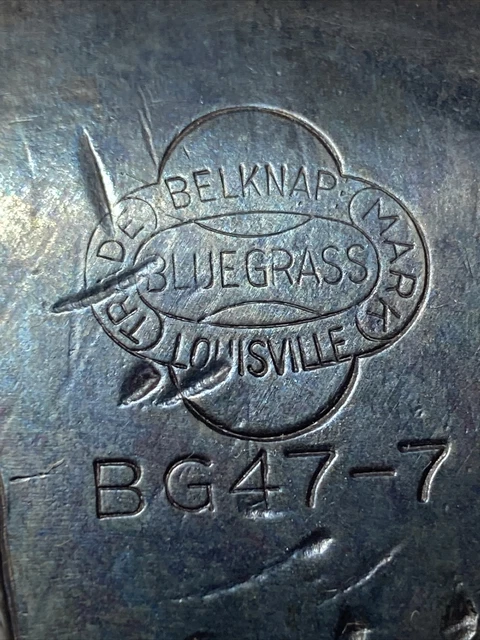 BELKNAP
TRADE
BLUEGRASS
MARK
LOUISVILLE
BG47-7